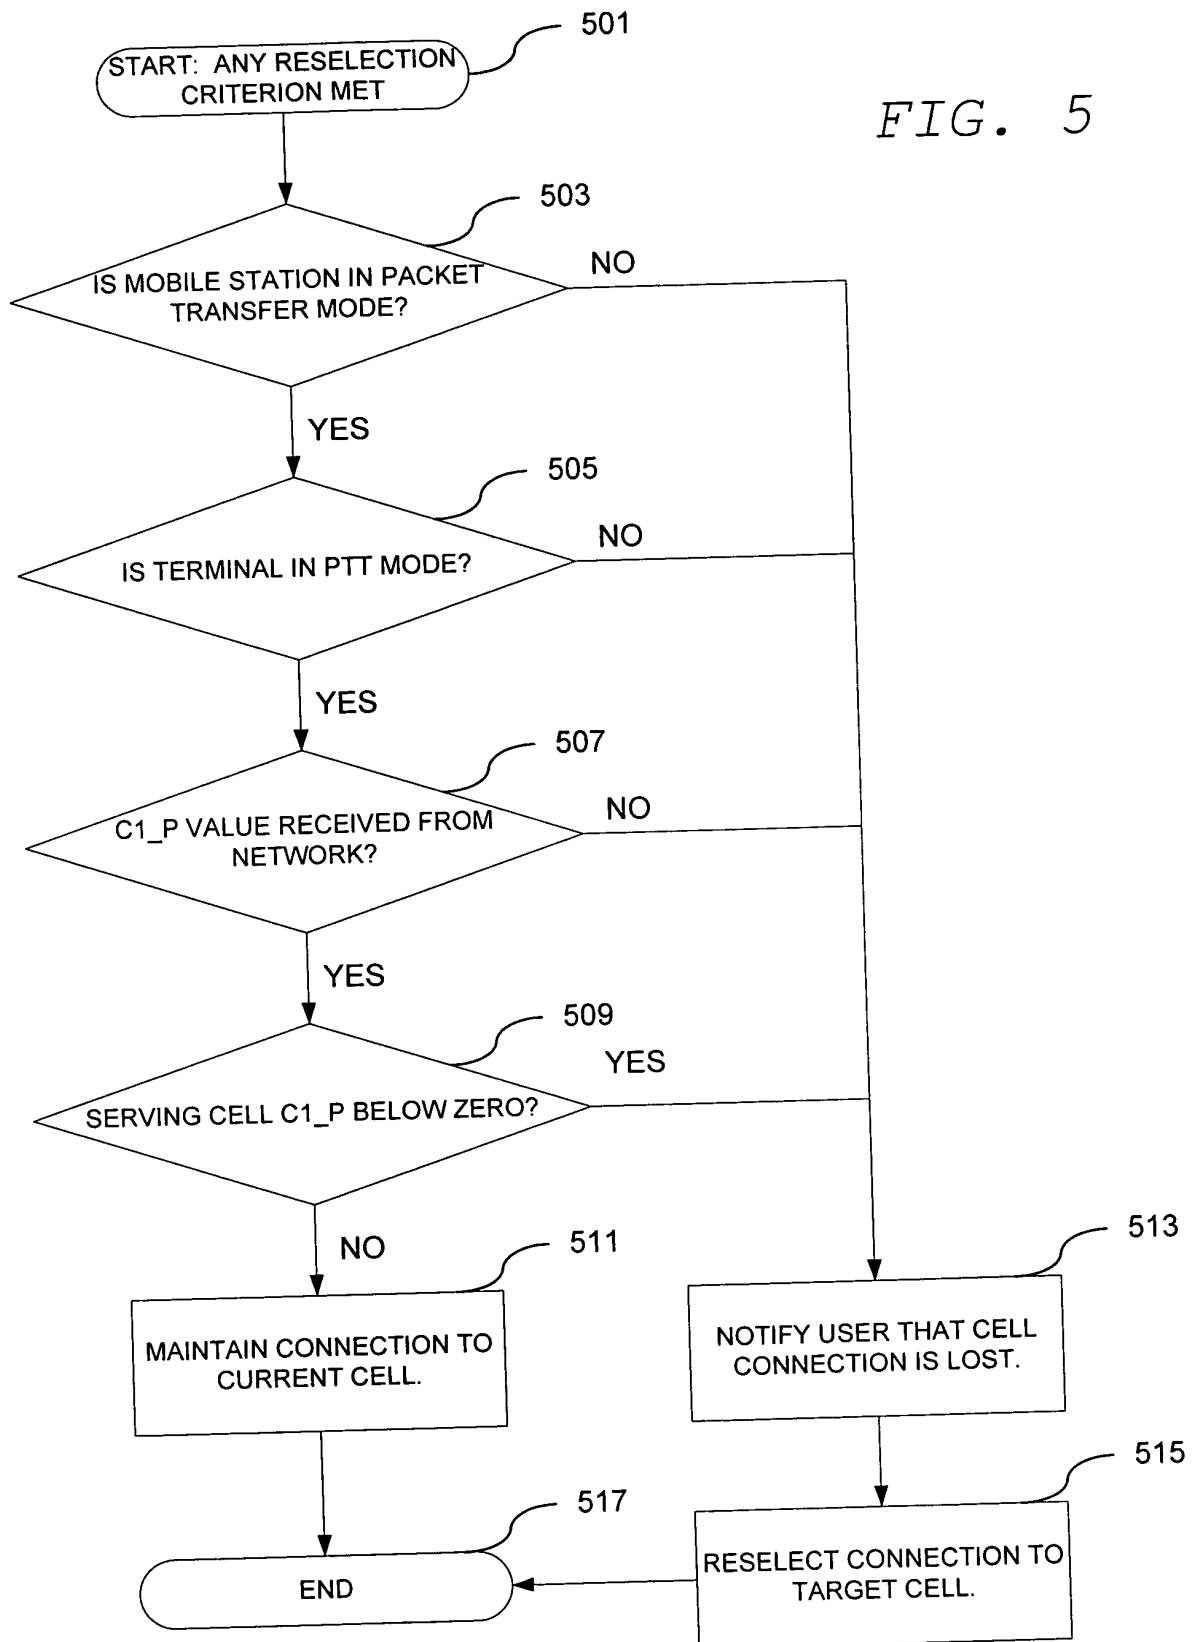 501
START: ANY RESELECTION
CRITERION MET
FIG. 5
503
IS MOBILE STATION IN PACKET
TRANSFER MODE?
NO
YES
505
IS TERMINAL IN PTT MODE?
NO
YES
507
C1_P VALUE RECEIVED FROM
NETWORK?
NO
YES
509
SERVING CELL C1_P BELOW ZERO?
YES
NO
511
MAINTAIN CONNECTION TO
CURRENT CELL.
513
NOTIFY USER THAT CELL
CONNECTION IS LOST.
515
RESELECT CONNECTION TO
TARGET CELL.
517
END